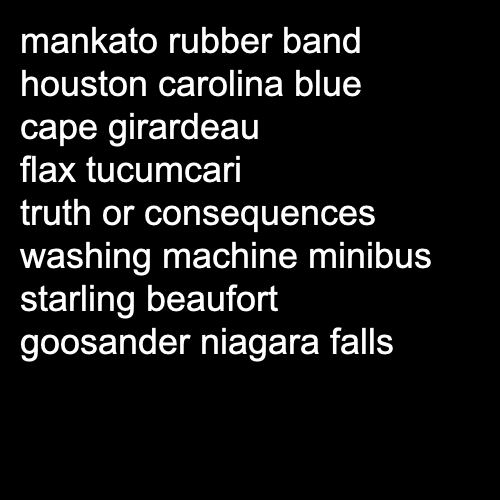 mankato rubber band
houston carolina blue
cape girardeau
flax tucumcari
truth or consequences
washing machine minibus
starling beaufort
goosander niagara falls